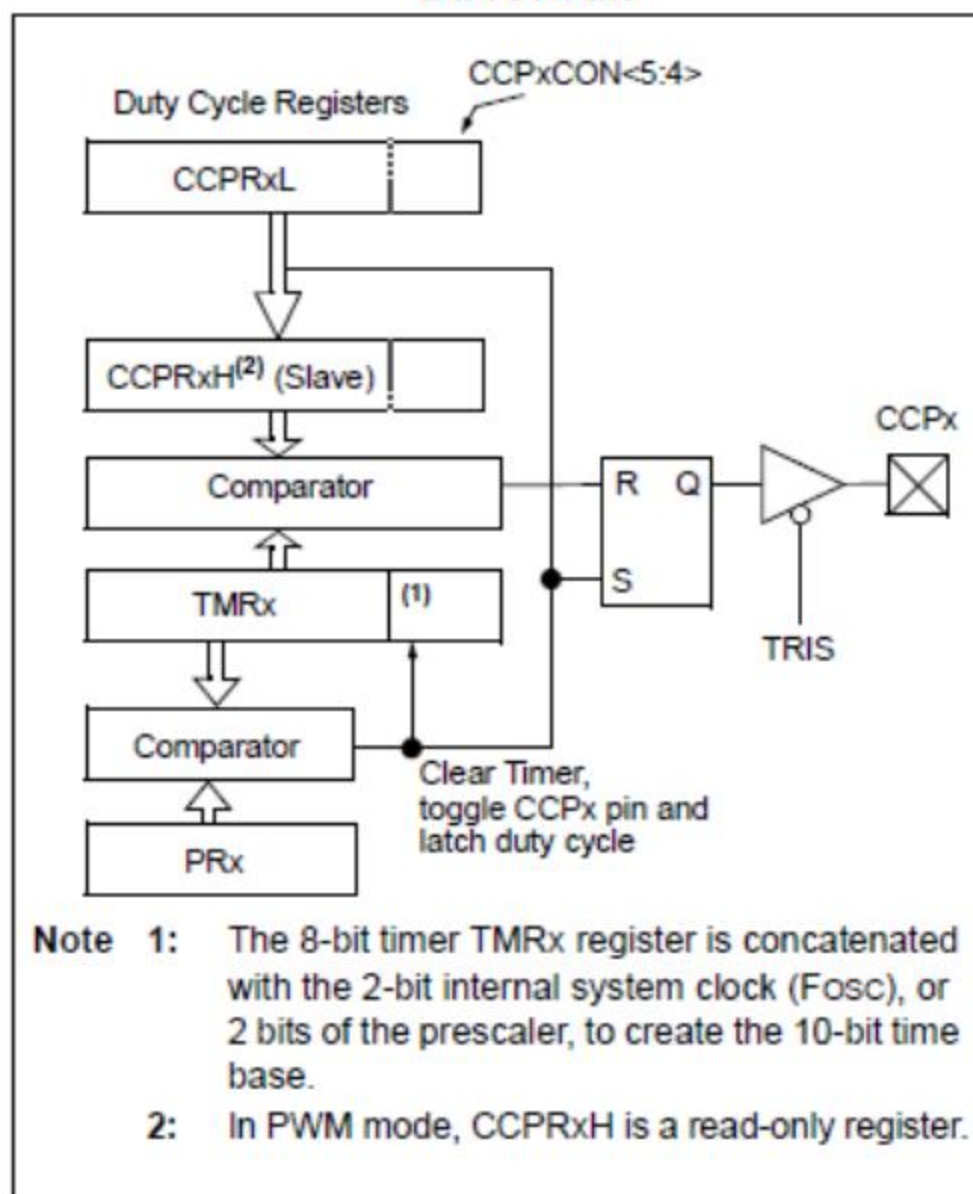 CCPxCON<5:4>
Duty Cycle Registers
CCPRxL
CCPRxH(2) (Slave)
CCPx
Comparator
R Q
(1)
S
TMRx
TRIS
Comparator
Clear Timer,
toggle CCPx pin and
latch duty cycle
PRx
Note 1: The 8-bit timer TMRx register is concatenated
with the 2-bit internal system clock (FOSC), or
2 bits of the prescaler, to create the 10-bit time
base.
2: In PWM mode, CCPRxH is a read-only register.